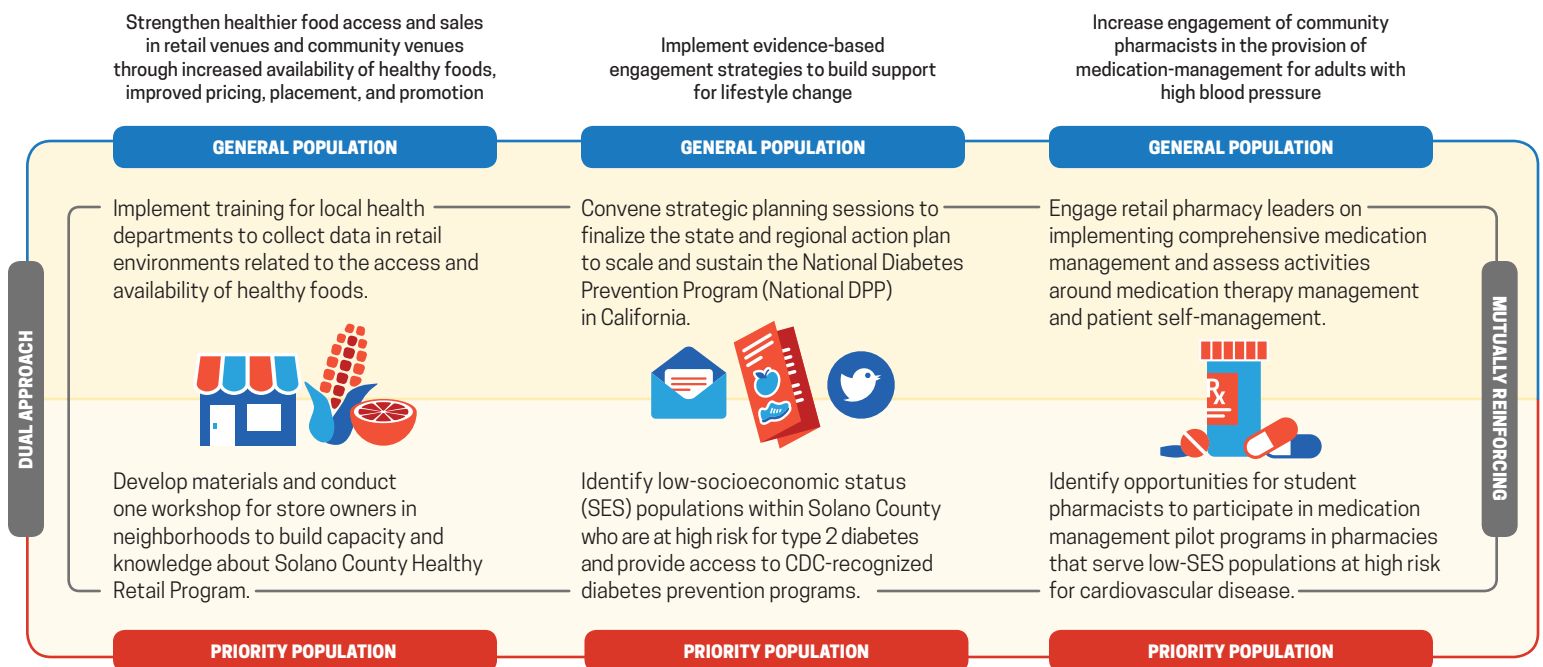 Strengthen healthier food access and sales
in retail venues and community venues
through increased availability of healthy foods,
improved pricing, placement, and promotion
Implement evidence-based
engagement strategies to build support
for lifestyle change
Increase engagement of community
pharmacists in the provision of
medication-management for adults with
high blood pressure
GENERAL POPULATION
GENERAL POPULATION
GENERAL POPULATION
DUAL APPROACH
Implement training for local health
departments to collect data in retail
environments related to the access and
availability of healthy foods.
Convene strategic planning sessions to
finalize the state and regional action plan
to scale and sustain the National Diabetes
Prevention Program (National DPP)
in California.
Engage retail pharmacy leaders on
implementing comprehensive medication
management and assess activities
around medication therapy management
and patient self-management.
Rx
MUTUALLY REINFORCING
Develop materials and conduct
one workshop for store owners in
neighborhoods to build capacity and
knowledge about Solano County Healthy
Retail Program.
Identify low-socioeconomic status
(SES) populations within Solano County
who are at high risk for type 2 diabetes
and provide access to CDC-recognized
diabetes prevention programs.
Identify opportunities for student
pharmacists to participate in medication
management pilot programs in pharmacies
that serve low-SES populations at high risk
for cardiovascular disease.
PRIORITY POPULATION
PRIORITY POPULATION
PRIORITY POPULATION